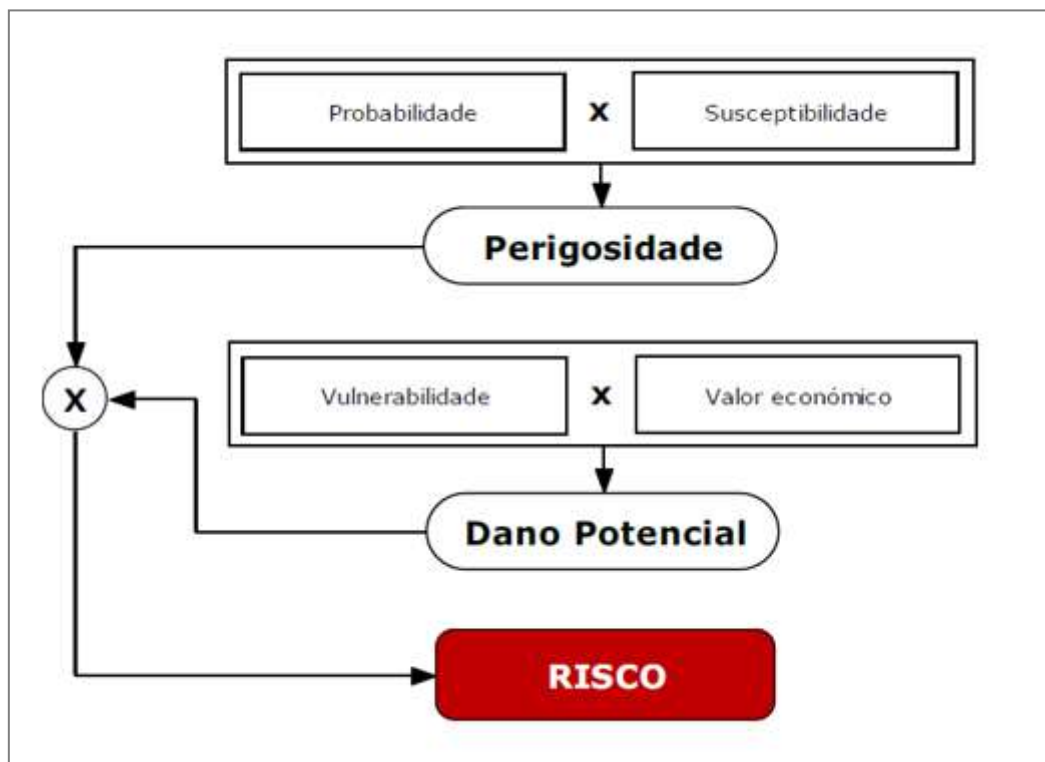 Probabilidade x Susceptibilidade
Perigosidade
Vulnerabilidade x Valor económico
X
Dano Potencial
RISCO